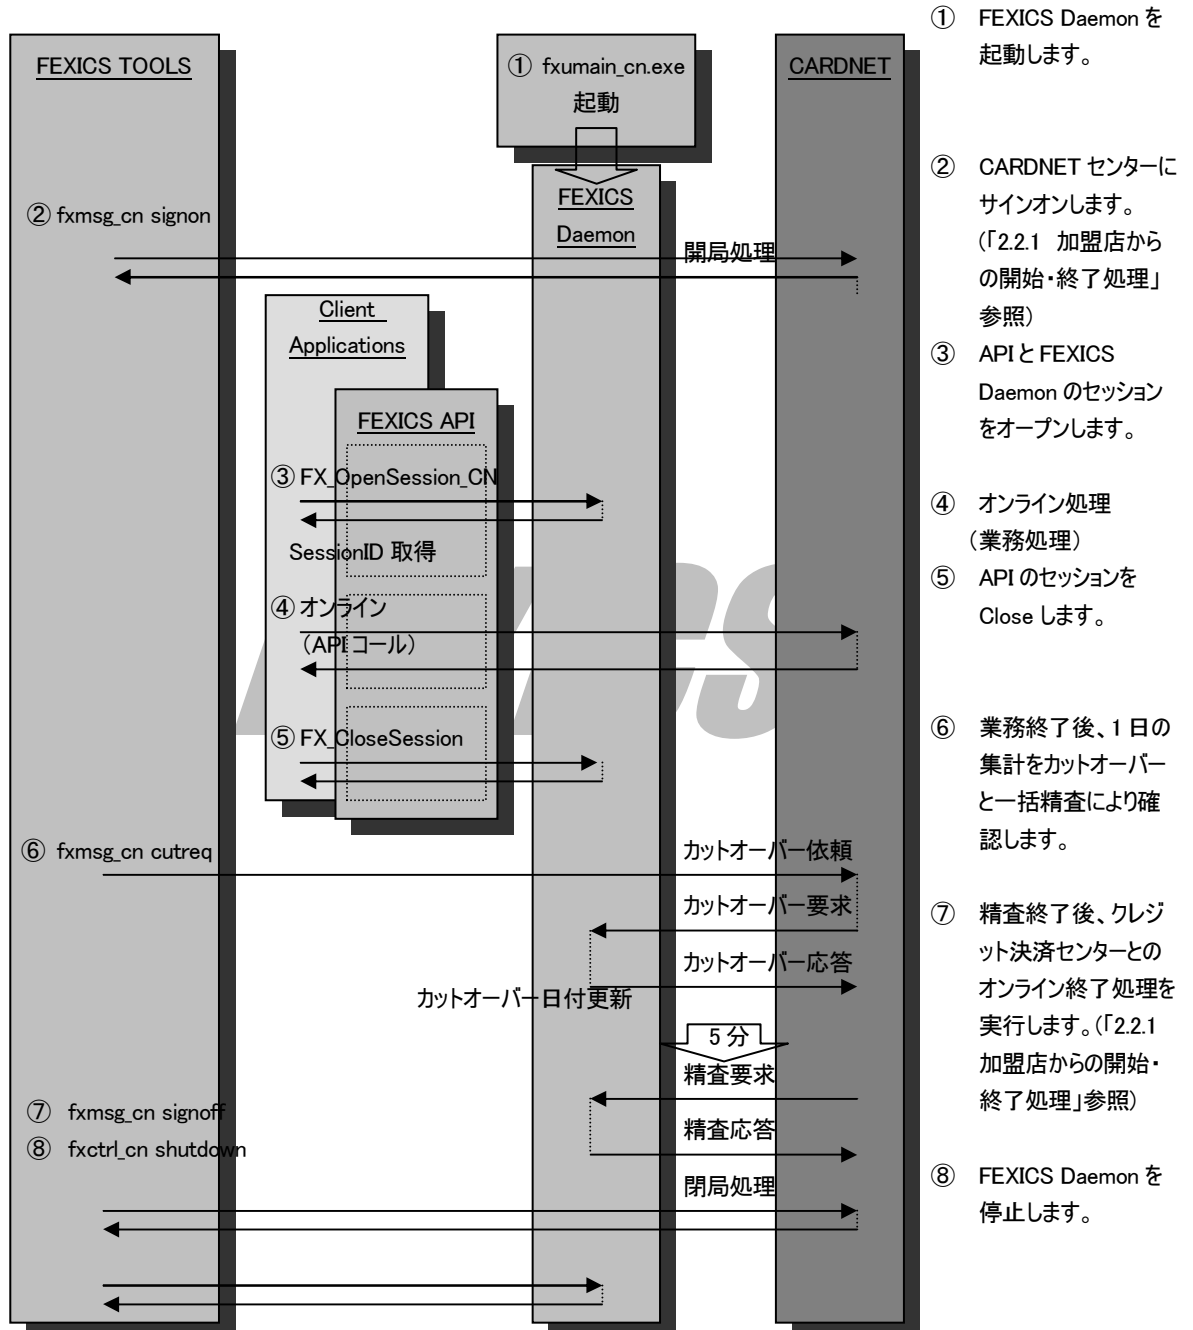 FEXICS TOOLS
① fxumain_cn.exe
起動
CARDNET
FEXICS
Daemon
② fxmsg_cn signon
開局処理
Client
Applications
FEXICS API
③ FX_OpenSession_CN
SessionID 取得
④ オンライン
（API コール）
⑤ FX_CloseSession
⑥ fxmsg_cn cutreq
カットオーバー依頼
カットオーバー要求
カットオーバー応答
カットオーバー日付更新
5 分
精査要求
⑦ fxmsg_cn signoff
精査応答
⑧ fxctrl_cn shutdown
閉局処理
① FEXICS Daemon を
起動します。
② CARDNET センターに
サインオンします。
（「2.2.1 加盟店から
の開始・終了処理」
参照）
③ API と FEXICS
Daemon のセッション
をオープンします。
④ オンライン処理
（業務処理）
⑤ API のセッションを
Close します。
⑥ 業務終了後、1 日の
集計をカットオーバー
と一括精査により確
認します。
⑦ 精査終了後、クレジ
ット決済センターとの
オンライン終了処理を
実行します。（「2.2.1
加盟店からの開始・
終了処理」参照）
⑧ FEXICS Daemon を
停止します。